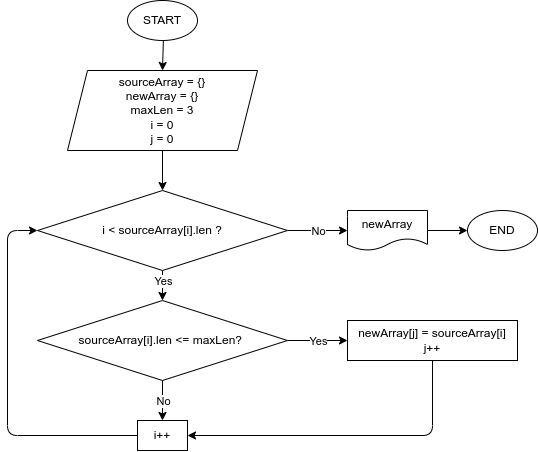 START
sourceArray = {}
newArray = {}
maxLen = 3
i = 0
j = 0
i < sourceArray[i].len ?
No
newArray
END
Yes
sourceArray[i].len <= maxLen?
Yes
newArray[j] = sourceArray[i]
j++
No
i++